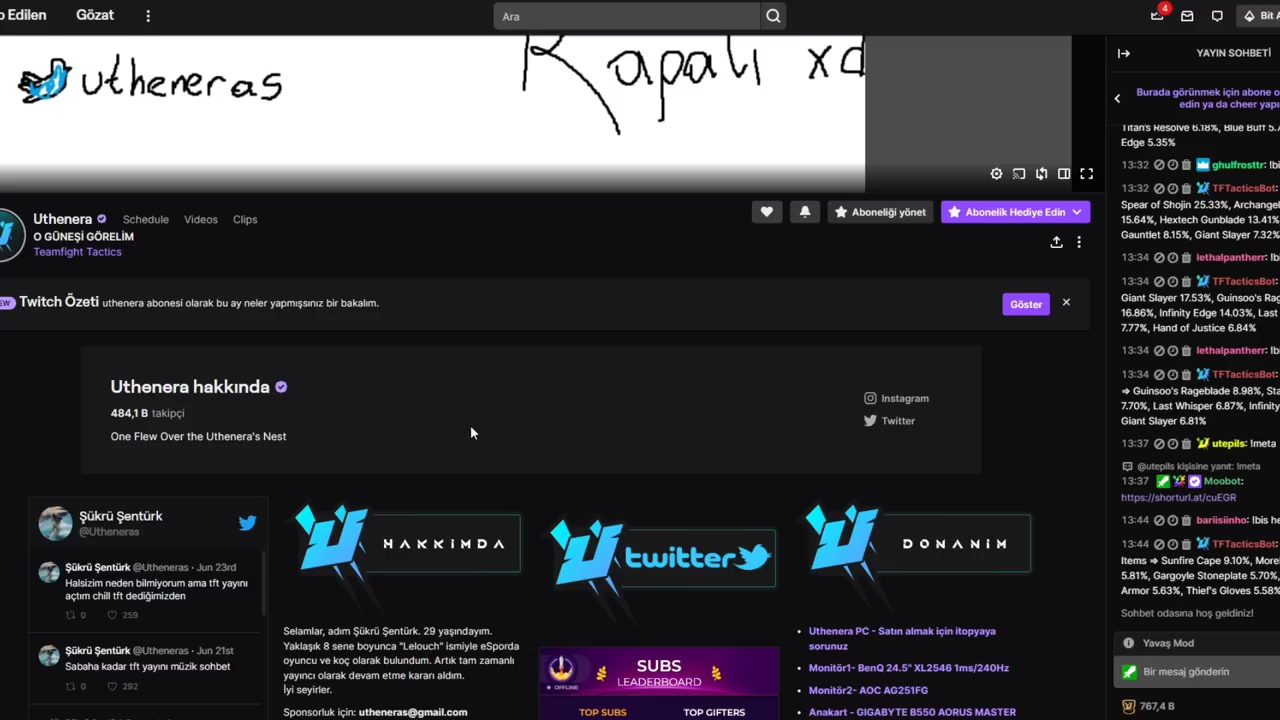 p Edilen
Gözat
Ara
4
Bit A
utheneras
Kapalı xd
Uthenera
Schedule
Videos
Clips
O GÜNEŞİ GÖRELİM
Teamfight Tactics
Aboneliği yönet
Abonelik Hediye Edin
Twitch Özeti uthenera abonesi olarak bu ay neler yapmışsınız bir bakalım.
Göster
Uthenera hakkında
484,1 B takipçi
One Flew Over the Uthenera's Nest
Instagram
Twitter
Şükrü Şentürk
@Utheneras
Şükrü Şentürk @Utheneras · Jun 23rd
Halsizim neden bilmiyorum ama tft yayını
açtım chill tft dediğimizden
0 259
Şükrü Şentürk @Utheneras · Jun 21st
Sabaha kadar tft yayını müzik sohbet
0 292
HAKKIMDA
Selamlar, adım Şükrü Şentürk. 29 yaşındayım.
Yaklaşık 8 sene boyunca "Lelouch" ismiyle eSporda
oyuncu ve koç olarak bulundum. Artık tam zamanlı
yayıncı olarak devam etme kararı aldım.
İyi seyirler.
Sponsorluk için: utheneras@gmail.com
twitter
SUBS
LEADERBOARD
OFFLINE
TOP SUBS
TOP GIFTERS
DONANIM
Uthenera PC - Satın almak için itopyaya
sorunuz
Monitör1- BenQ 24.5" XL2546 1ms/240Hz
Monitör2- AOC AG251FG
Anakart - GIGABYTE B550 AORUS MASTER
YAYIN SOHBETİ
Burada görünmek için abone o
edin ya da cheer yapı
Titan's Resolve 6.18%, Blue Buff 5.7
Edge 5.35%
13:32 ghulfrosttr: !bi
13:32 TFTacticsBot:
Spear of Shojin 25.33%, Archangel
15.64%, Hextech Gunblade 13.41%
Gauntlet 8.15%, Giant Slayer 7.32%
13:34 lethalpantherr: !b
13:34 TFTacticsBot:
Giant Slayer 17.53%, Guinsoo's Rag
16.86%, Infinity Edge 14.03%, Last
7.77%, Hand of Justice 6.84%
13:34 lethalpantherr: !b
13:34 TFTacticsBot:
=> Guinsoo's Rageblade 8.98%, Sta
7.70%, Last Whisper 6.87%, Infinity
Giant Slayer 6.81%
13:37 utepils: !meta
@utepils kişisine yanıt: !meta
13:37 Moobot:
https://shorturl.at/cuEGR
13:44 bariisiinho: !bis he
13:44 TFTacticsBot:
Items => Sunfire Cape 9.10%, More
5.81%, Gargoyle Stoneplate 5.70%,
Armor 5.63%, Thief's Gloves 5.58%
Sohbet odasına hoş geldiniz!
Yavaş Mod
Bir mesaj gönderin
767,4 B